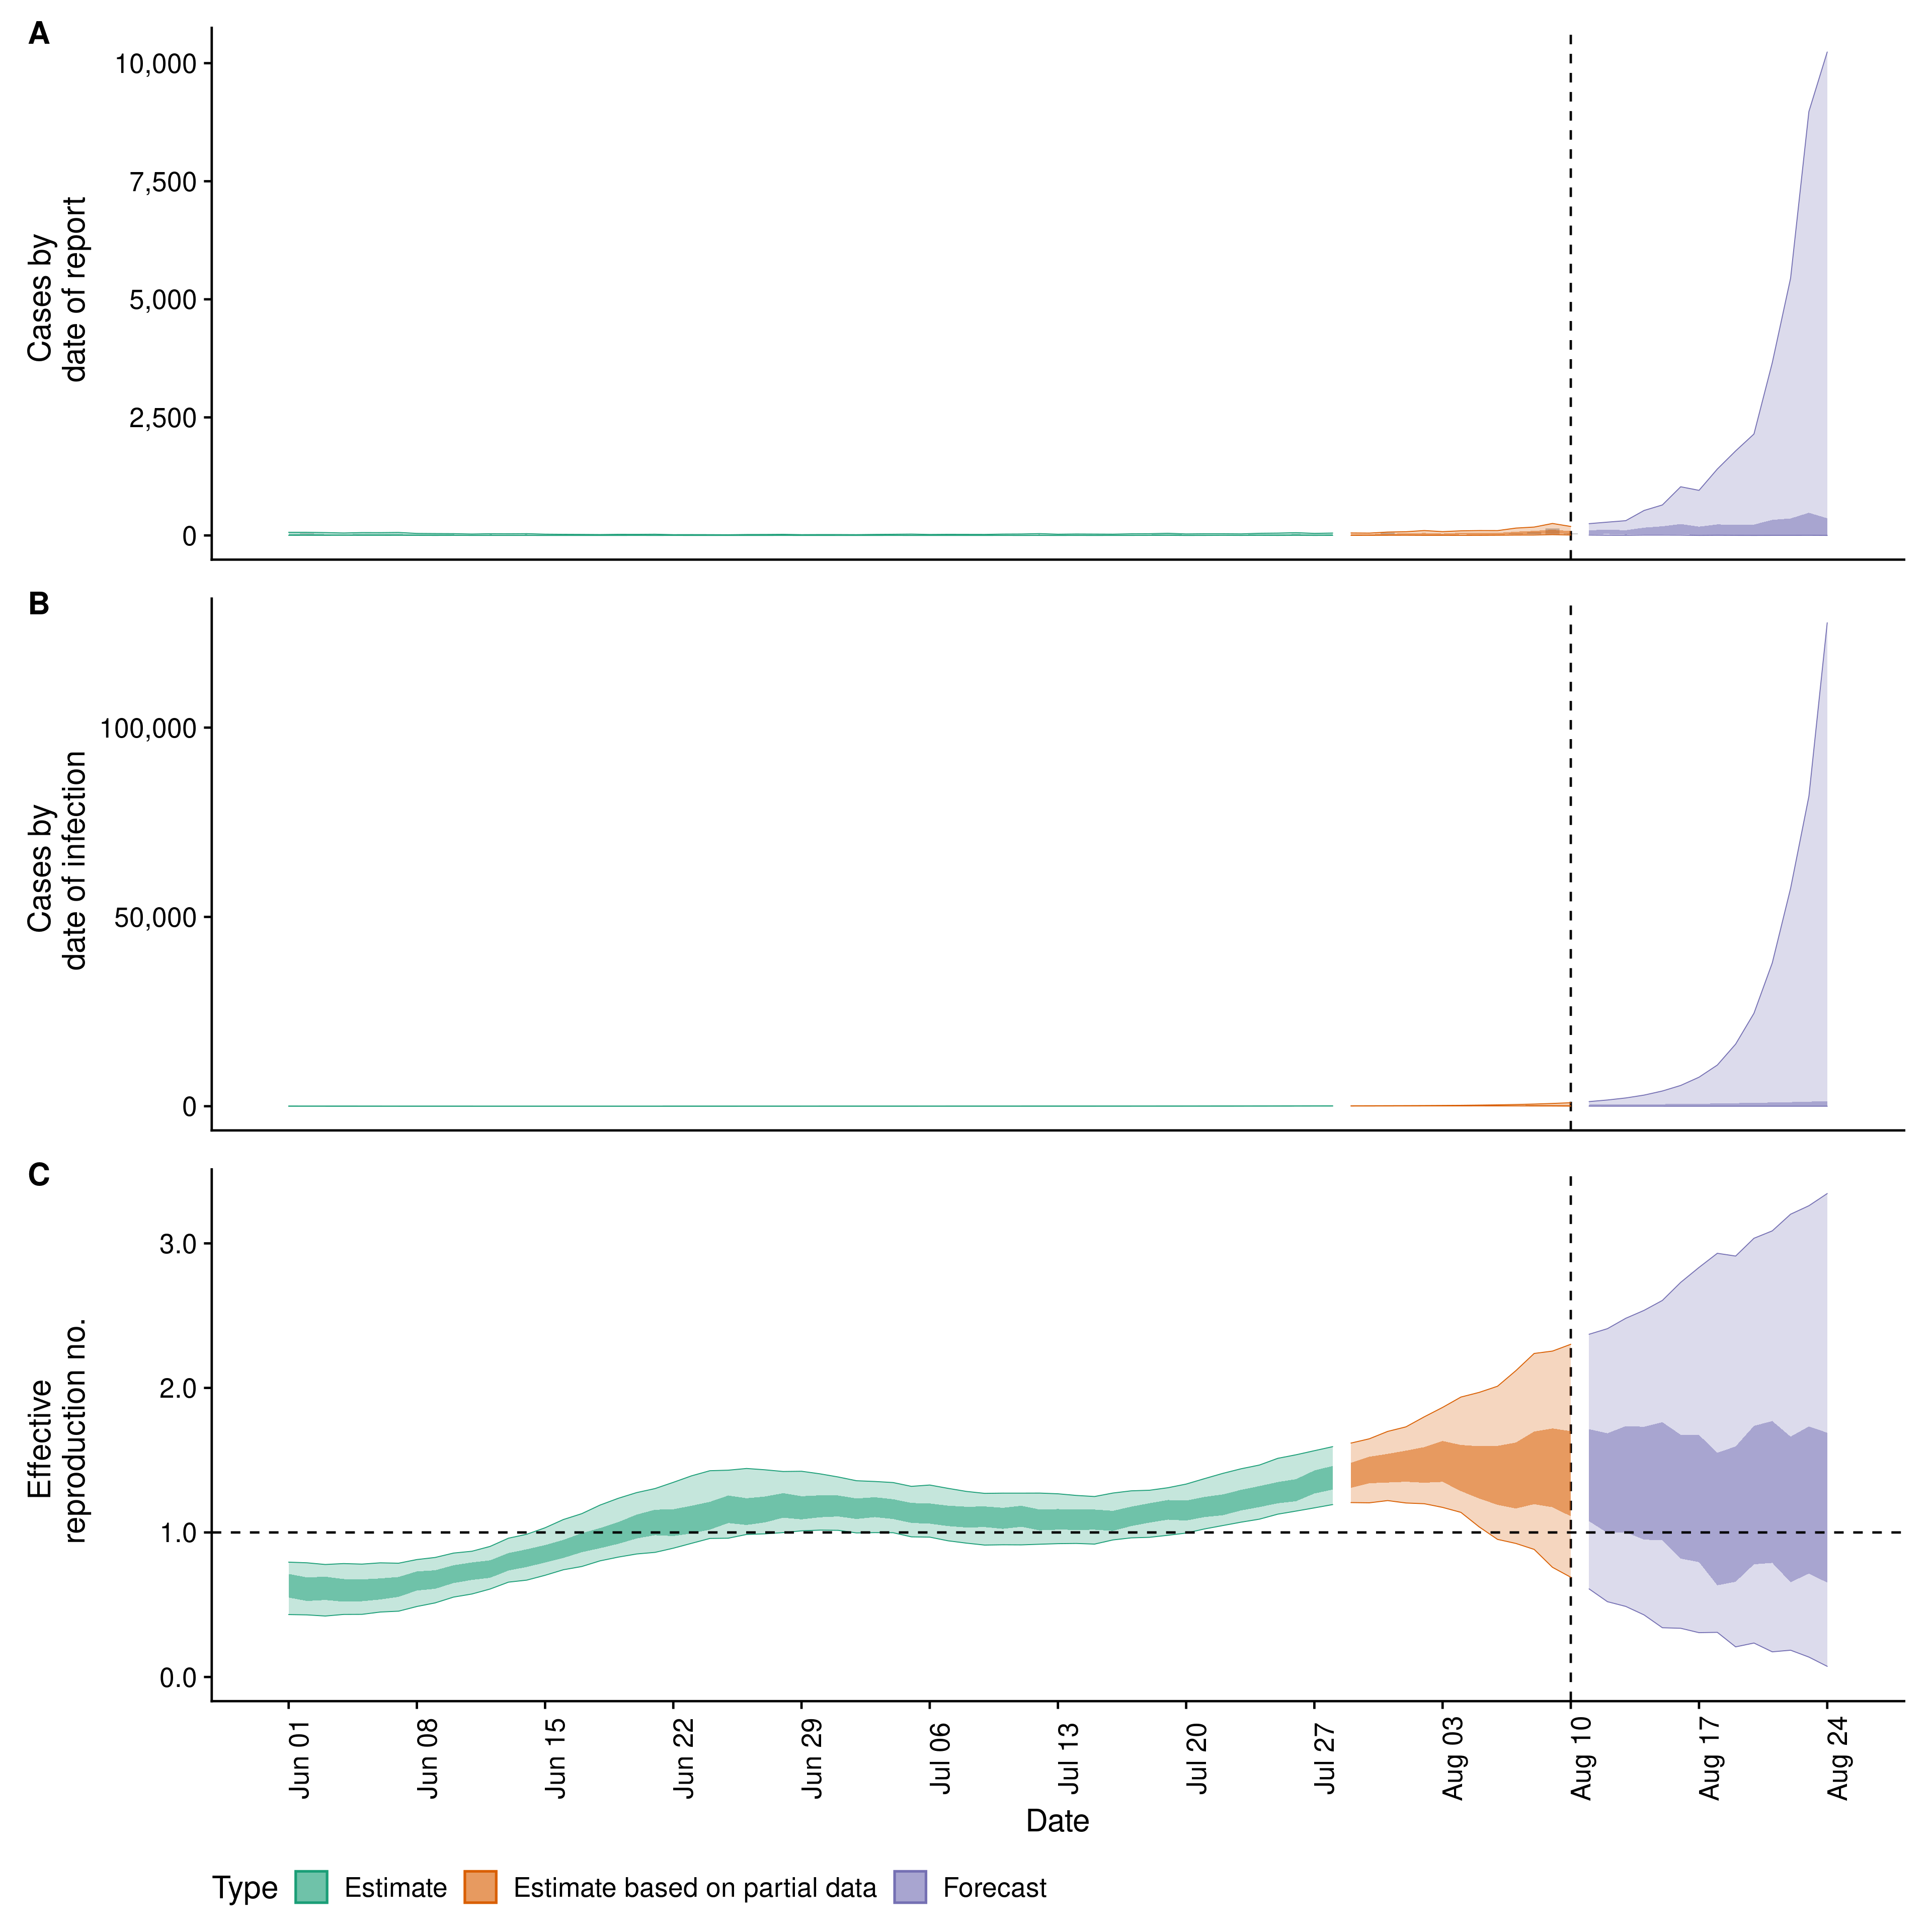 A
10,000
7,500
5,000
2,500
0
Cases by
date of report
B
100,000
50,000
0
Cases by
date of infection
C
3.0
2.0
1.0
0.0
Effective
reproduction no.
Jun 01
Jun 08
Jun 15
Jun 22
Jun 29
Jul 06
Jul 13
Jul 20
Jul 27
Aug 03
Aug 10
Aug 17
Aug 24
Date
Type Estimate Estimate based on partial data Forecast